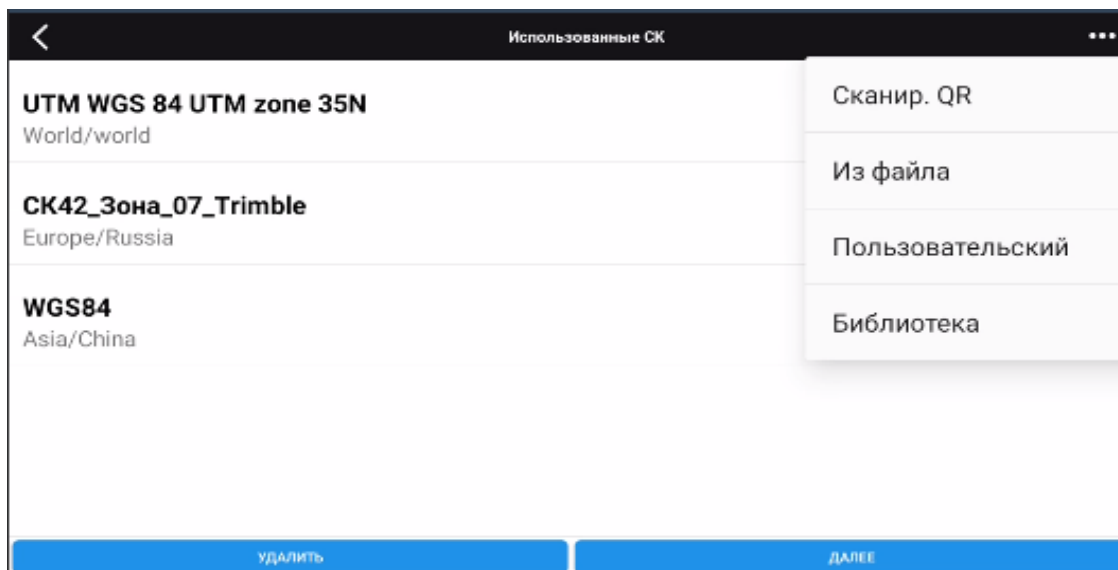 Использованные СК
UTM WGS 84 UTM zone 35N
World/world
СК42_Зона_07_Trimble
Europe/Russia
WGS84
Asia/China
Сканир. QR
Из файла
Пользовательский
Библиотека
УДАЛИТЬ
ДАЛЕЕ